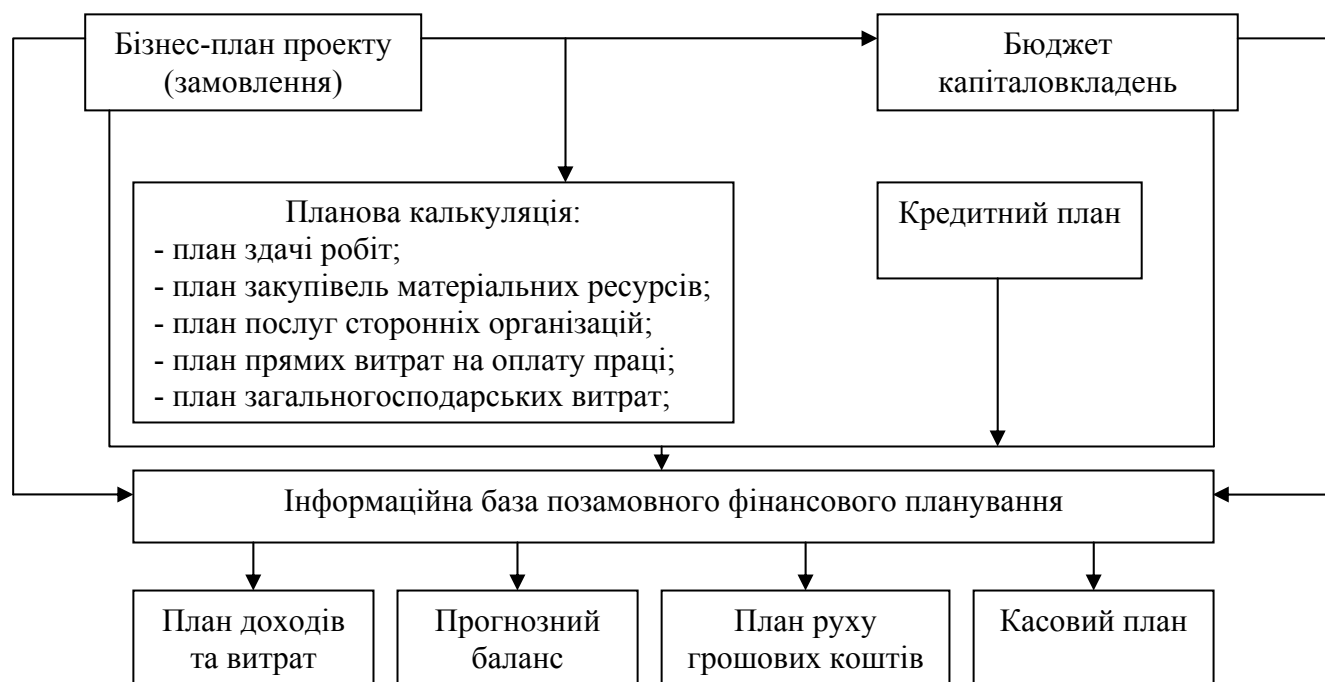 Бізнес-план проекту
(замовлення)
Бюджет
капіталовкладень
Планова калькуляція:
- план здачі робіт;
- план закупівель матеріальних ресурсів;
- план послуг сторонніх організацій;
- план прямих витрат на оплату праці;
- план загальногосподарських витрат;
Кредитний план
Інформаційна база позамовного фінансового планування
План доходів
та витрат
Прогнозний
баланс
План руху
грошових коштів
Касовий план